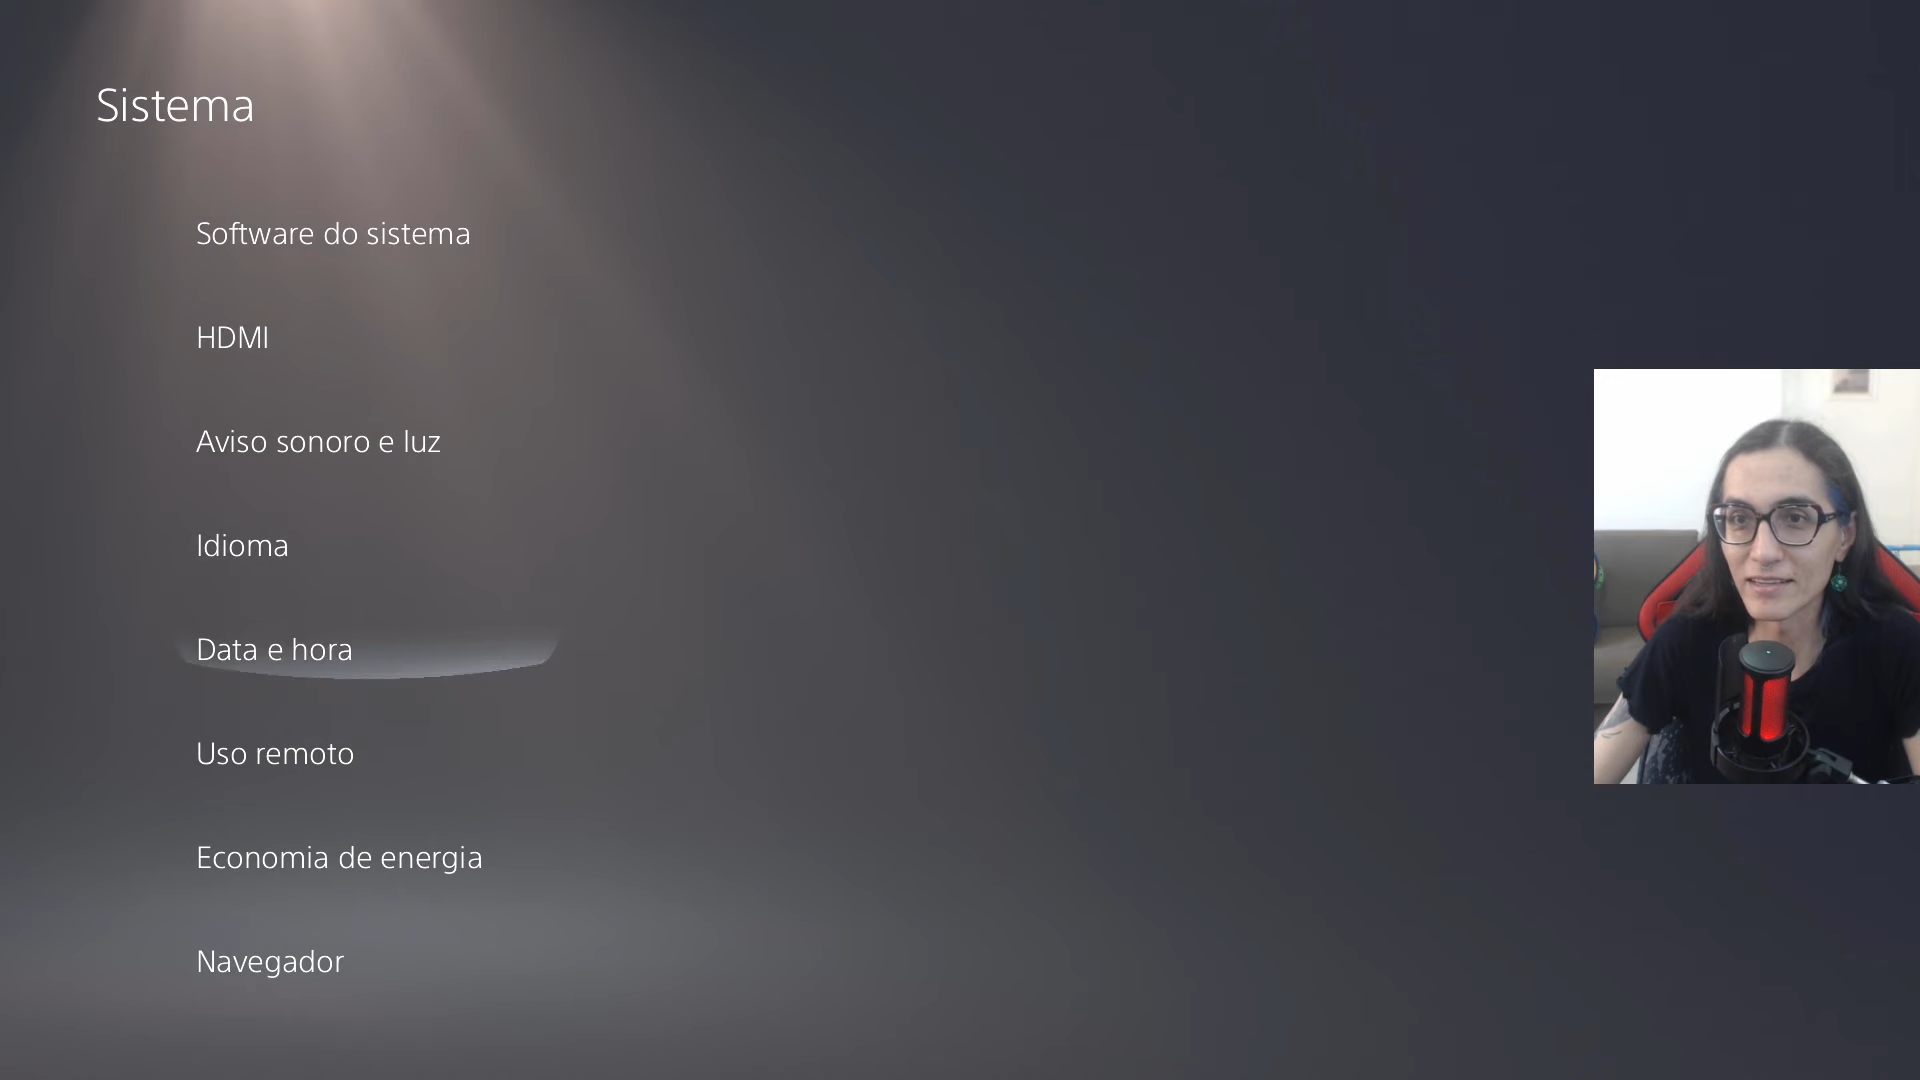 Sistema
Software do sistema
HDMI
Aviso sonoro e luz
Idioma
Data e hora
Uso remoto
Economia de energia
Navegador